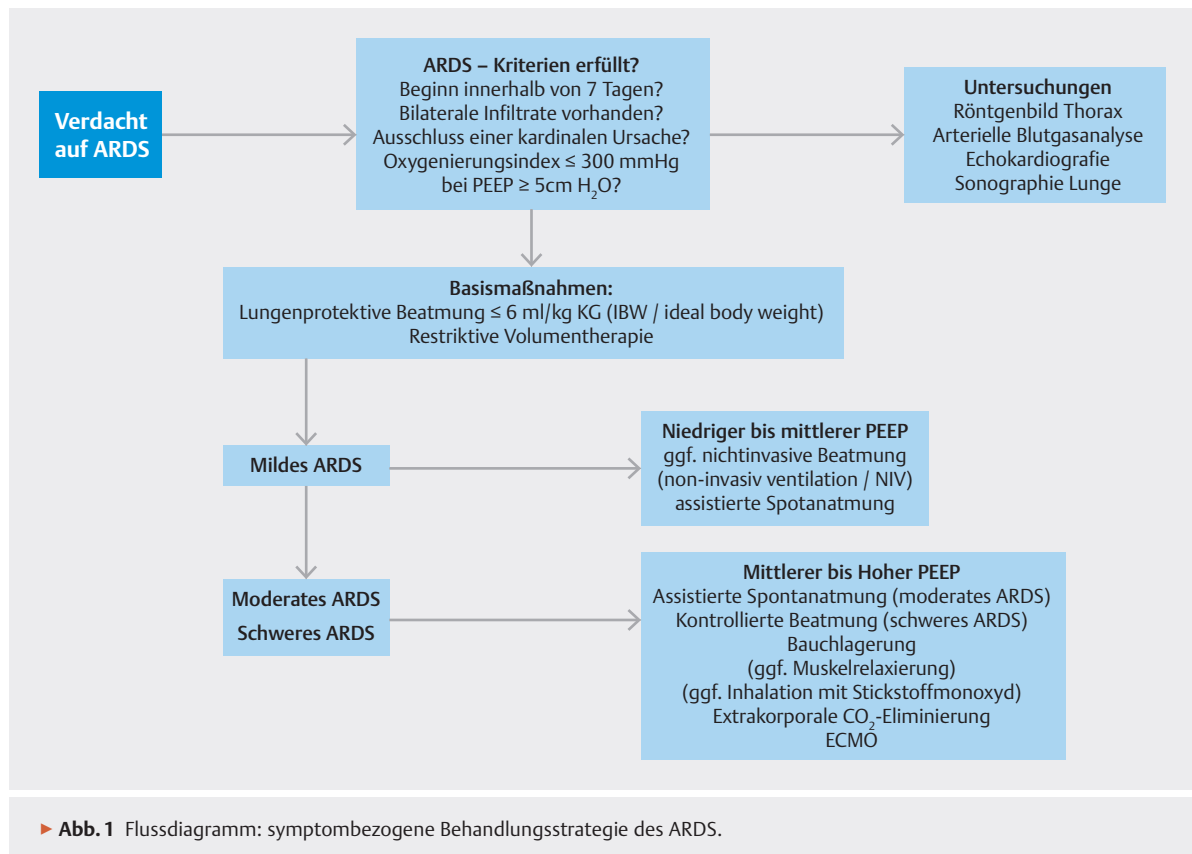 Verdacht
auf ARDS
ARDS – Kriterien erfüllt?
Beginn innerhalb von 7 Tagen?
Bilaterale Infiltrate vorhanden?
Ausschluss einer kardinalen Ursache?
Oxygenierungsindex ≤ 300 mmHg
bei PEEP ≥ 5cm H₂O?
Untersuchungen
Röntgenbild Thorax
Arterielle Blutgasanalyse
Echokardiografie
Sonographie Lunge
Basismaßnahmen:
Lungenprotektive Beatmung ≤ 6 ml/kg KG (IBW / ideal body weight)
Restriktive Volumentherapie
Mildes ARDS
Niedriger bis mittlerer PEEP
ggf. nichtinvasive Beatmung
(non-invasiv ventilation / NIV)
assistierte Spotanatmung
Moderates ARDS
Schweres ARDS
Mittlerer bis Hoher PEEP
Assistierte Spontanatmung (moderates ARDS)
Kontrollierte Beatmung (schweres ARDS)
Bauchlagerung
(ggf. Muskelrelaxierung)
(ggf. Inhalation mit Stickstoffmonoxyd)
Extrakorporale CO₂-Eliminierung
ECMO
▶ Abb. 1 Flussdiagramm: symptombezogene Behandlungsstrategie des ARDS.